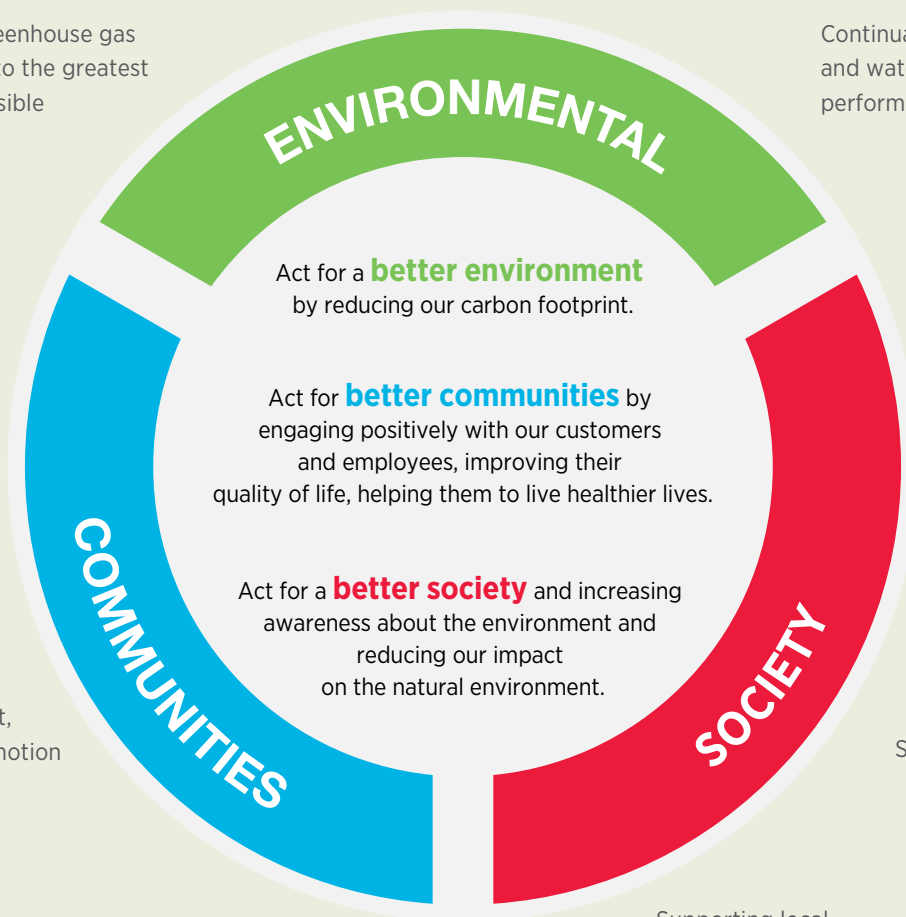 eenhouse gas
to the greatest
sible
Continua
and wat
perform
ENVIRONMENTAL
Act for a better environment
by reducing our carbon footprint.
Act for better communities by
engaging positively with our customers
and employees, improving their
quality of life, helping them to live healthier lives.
Act for a better society and increasing
awareness about the environment and
reducing our impact
on the natural environment.
COMMUNITIES
SOCIETY
t,
notion
S
Supporting local